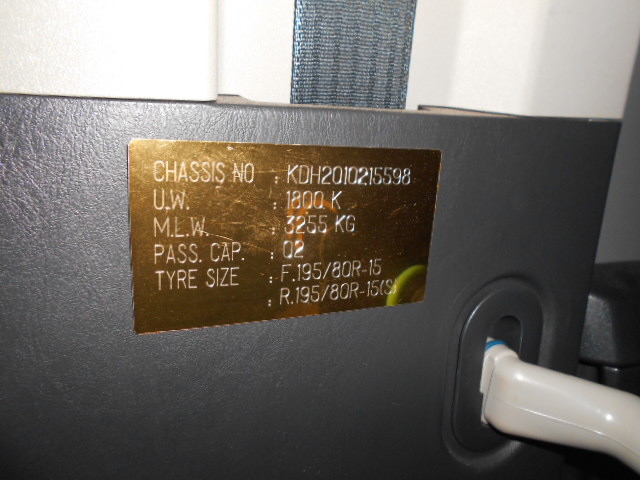 CHASSIS NO : KDH2010215598
U.W. : 1800 K
M.L.W. : 3255 KG
PASS. CAP. : 02
TYRE SIZE : F.195/80R-15
: R.195/80R-15(S)